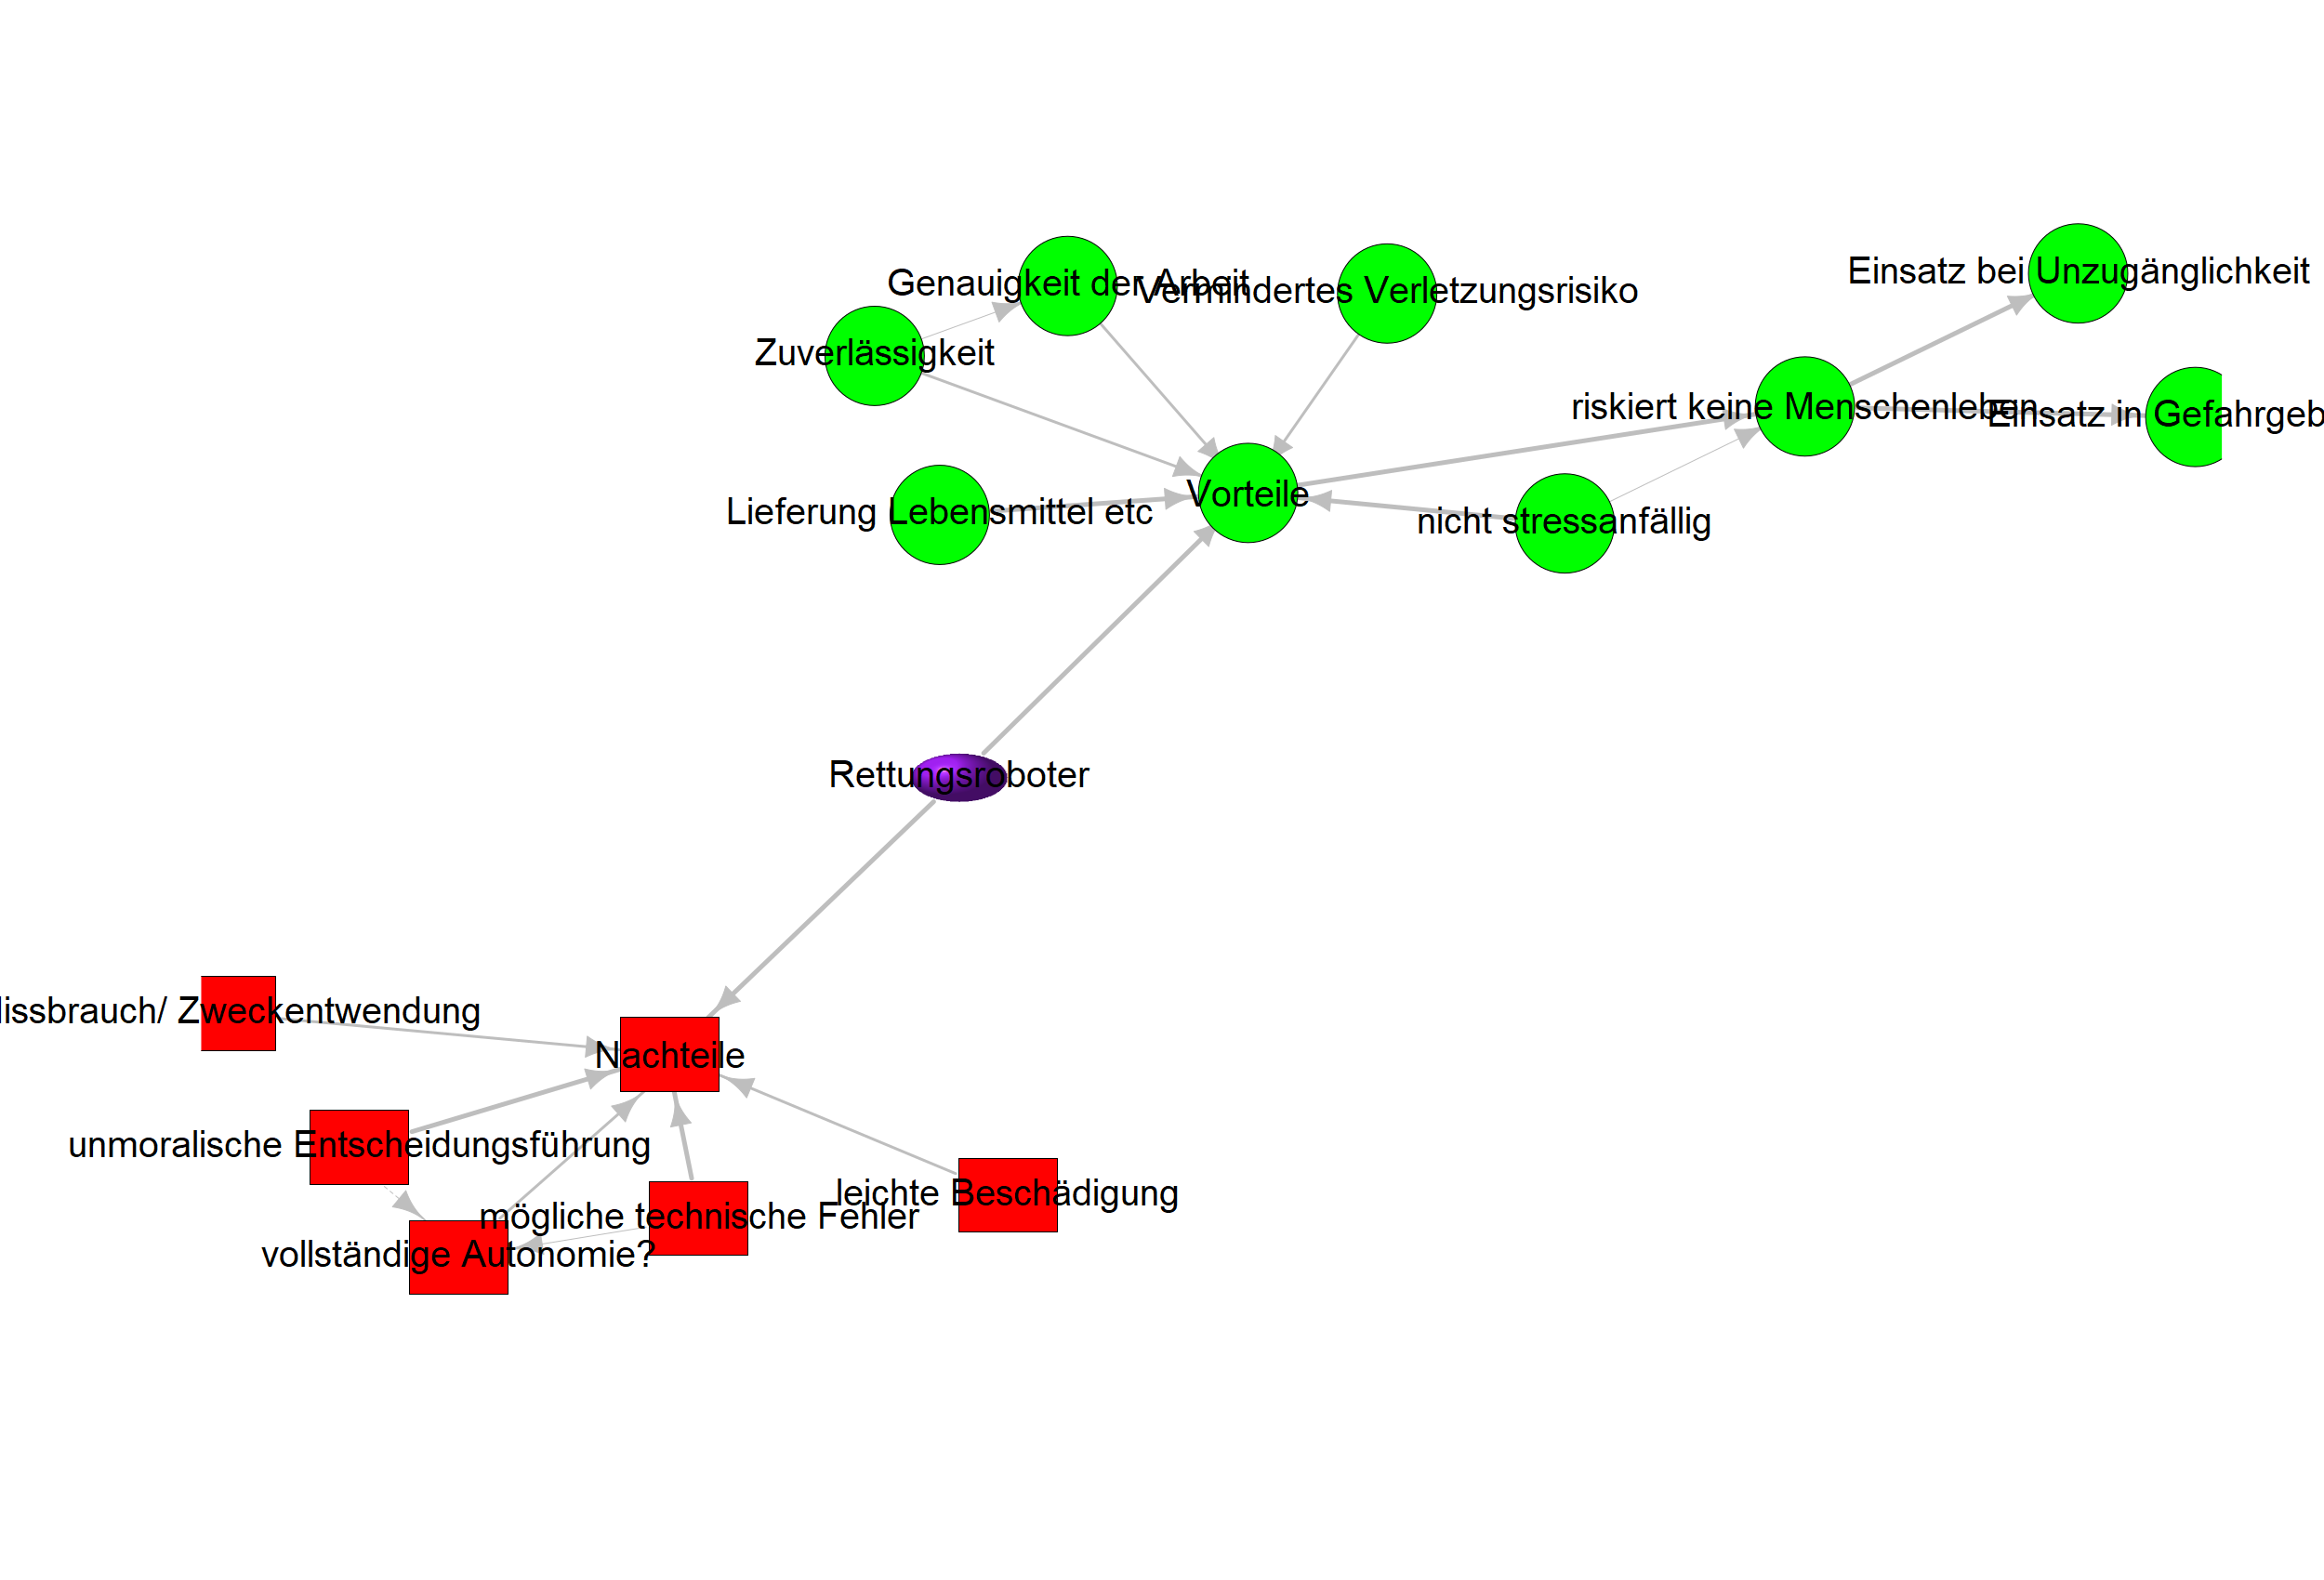 Einsatz bei Unzugänglichkeit
Genauigkeit der Arbeit
Vermindertes Verletzungsrisiko
Zuverlässigkeit
riskiert keine Menschenleben
Einsatz in Gefahrgeb
Vorteile
Lieferung Lebensmittel etc
nicht stressanfällig
Rettungsroboter
issbrauch/ Zweckentwendung
Nachteile
unmoralische Entscheidungsführung
leichte Beschädigung
mögliche technische Fehler
vollständige Autonomie?